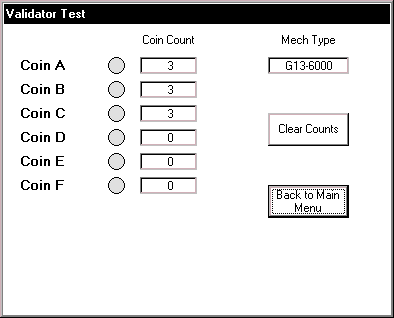 Validator Test
Coin Count
Mech Type
Coin A
3
G13-6000
Coin B
3
Coin C
3
Clear Counts
Coin D
0
Coin E
0
Coin F
0
Back to Main
Menu